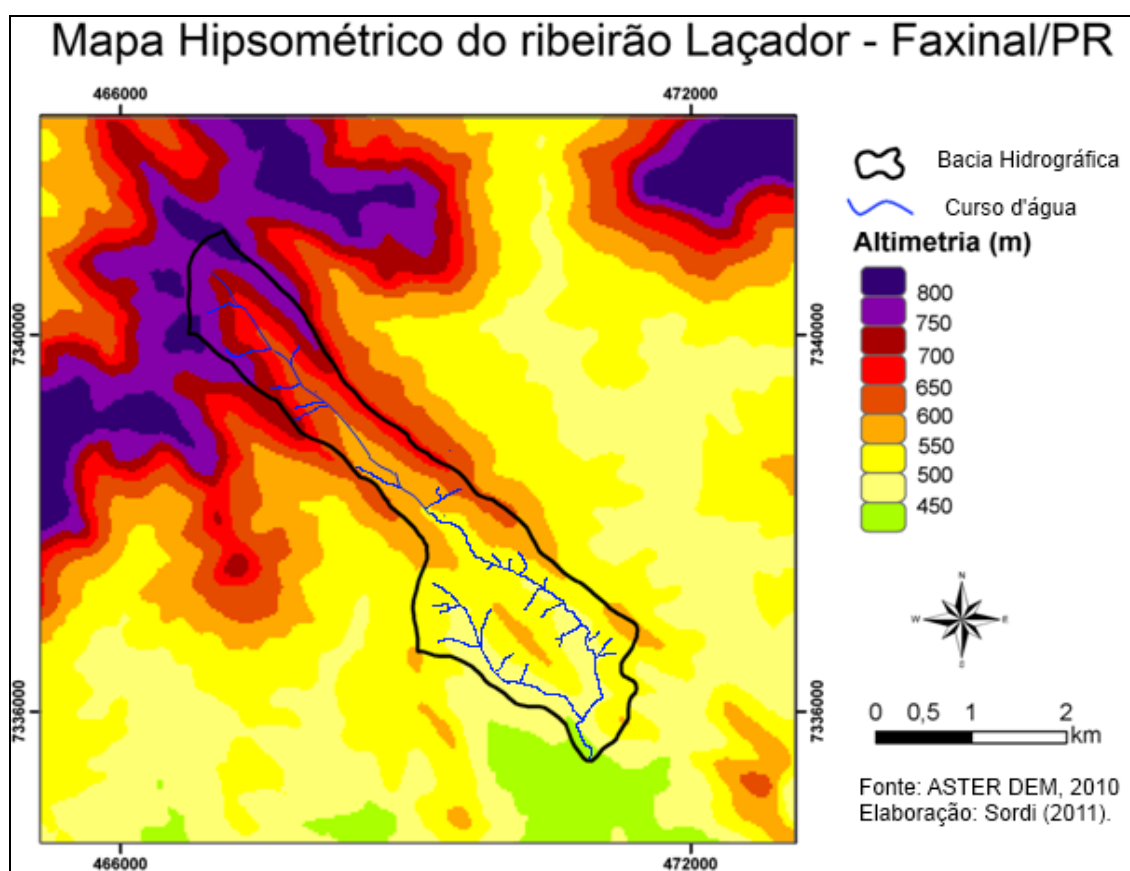 Mapa Hipsométrico do ribeirão Laçador - Faxinal/PR
466000
472000
7340000
7340000
7336000
7336000
466000
472000
Bacia Hidrográfica
Curso d'água
Altimetria (m)
800
750
700
650
600
550
500
450
N
W
E
S
0 0,5 1 2
km
Fonte: ASTER DEM, 2010
Elaboração: Sordi (2011).